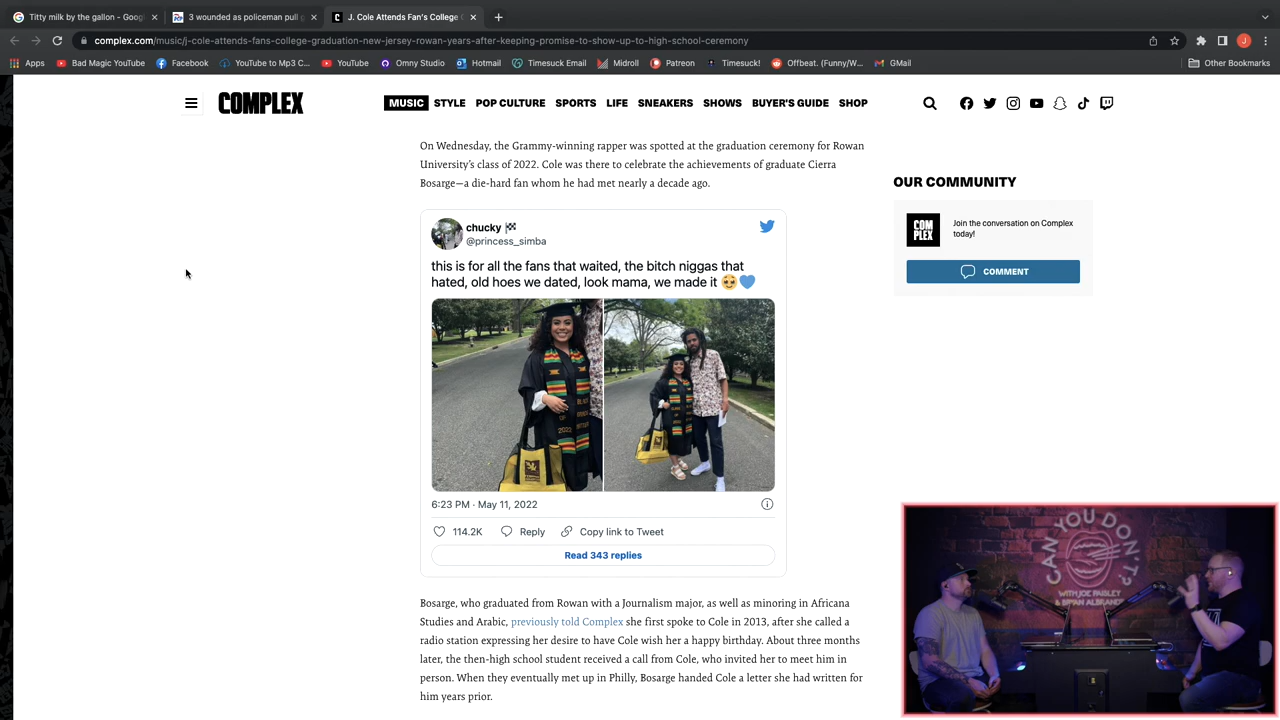 Titty milk by the gallon - Goog
3 wounded as policeman pull g
J. Cole Attends Fan's College G
complex.com/music/j-cole-attends-fans-college-graduation-new-jersey-rowan-years-after-keeping-promise-to-show-up-to-high-school-ceremony
J
Apps
Bad Magic YouTube
Facebook
YouTube to Mp3 C...
YouTube
Omny Studio
Hotmail
Timesuck Email
Midroll
Patreon
Timesuck!
Offbeat. (Funny/W...
GMail
Other Bookmarks
COMPLEX
MUSIC STYLE POP CULTURE SPORTS LIFE SNEAKERS SHOWS BUYER'S GUIDE SHOP
On Wednesday, the Grammy-winning rapper was spotted at the graduation ceremony for Rowan
University's class of 2022. Cole was there to celebrate the achievements of graduate Cierra
Bosarge—a die-hard fan whom he had met nearly a decade ago.
OUR COMMUNITY
COM
PLEX
Join the conversation on Complex
today!
COMMENT
chucky 🏁
@princess_simba
this is for all the fans that waited, the bitch niggas that
hated, old hoes we dated, look mama, we made it 🥺💙
2022
6:23 PM · May 11, 2022
114.2K
Reply
Copy link to Tweet
Read 343 replies
Bosarge, who graduated from Rowan with a Journalism major, as well as minoring in Africana
Studies and Arabic, previously told Complex she first spoke to Cole in 2013, after she called a
radio station expressing her desire to have Cole wish her a happy birthday. About three months
later, the then-high school student received a call from Cole, who invited her to meet him in
person. When they eventually met up in Philly, Bosarge handed Cole a letter she had written for
him years prior.
CAN YOU DON'T?
WITH JOE PAISLEY
& BRYAN ALBRAND